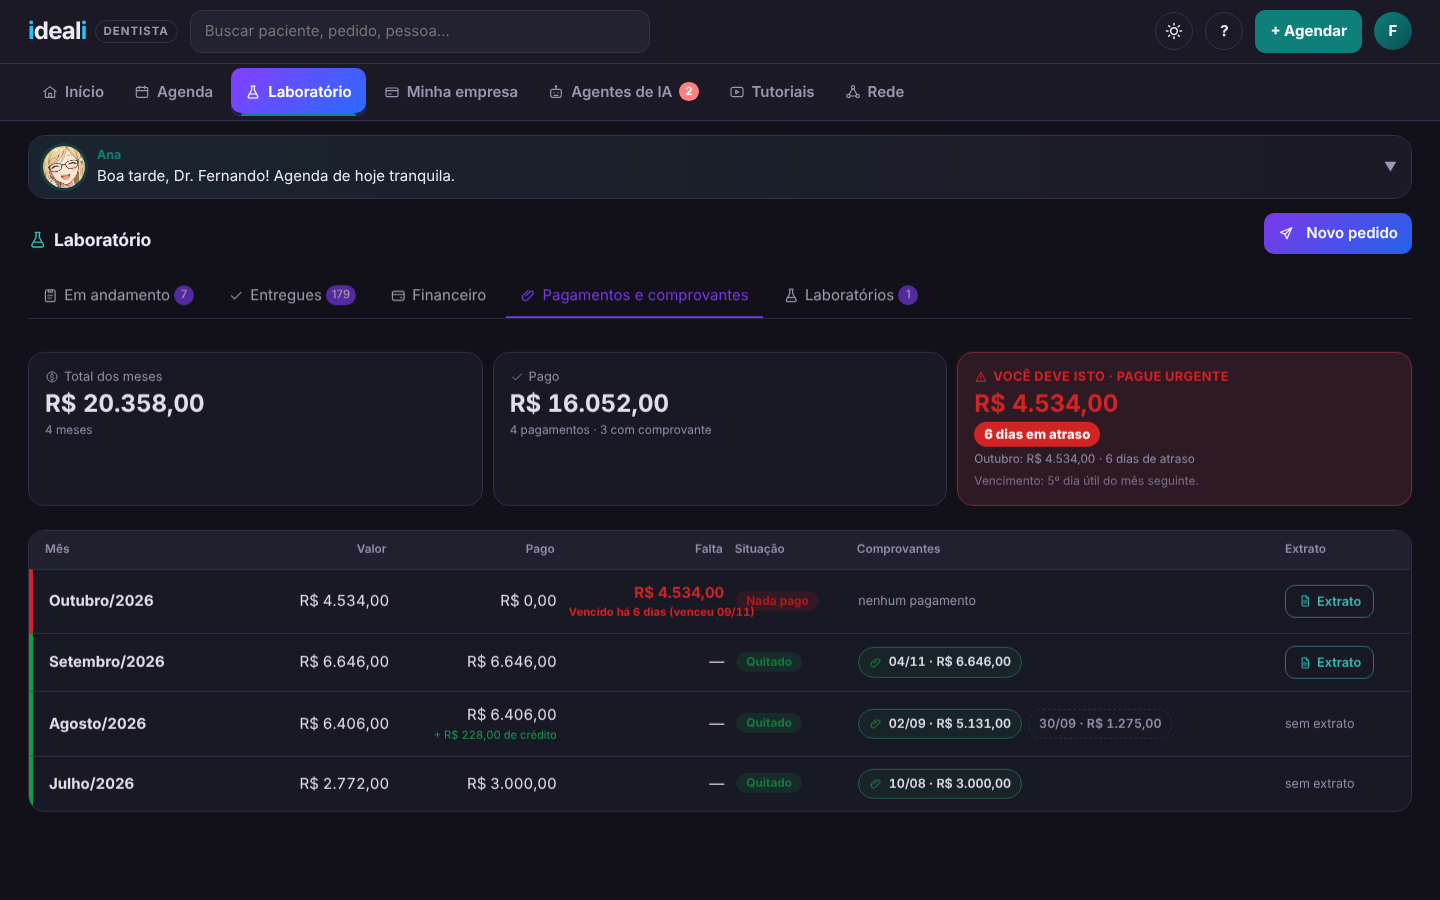 ideali DENTISTA Buscar paciente, pedido, pessoa... ? + Agendar F
Início Agenda Laboratório Minha empresa Agentes de IA 2 Tutoriais Rede
Ana
Boa tarde, Dr. Fernando! Agenda de hoje tranquila.
Laboratório
Novo pedido
Em andamento 7 Entregues 179 Financeiro Pagamentos e comprovantes Laboratórios 1
Total dos meses
R$ 20.358,00
4 meses
Pago
R$ 16.052,00
4 pagamentos · 3 com comprovante
VOCÊ DEVE ISTO · PAGUE URGENTE
R$ 4.534,00
6 dias em atraso
Outubro: R$ 4.534,00 · 6 dias de atraso
Vencimento: 5º dia útil do mês seguinte.
Mês Valor Pago Falta Situação Comprovantes Extrato
Outubro/2026 R$ 4.534,00 R$ 0,00 R$ 4.534,00 Nada pago nenhum pagamento Extrato
Vencido há 6 dias (venceu 09/11)
Setembro/2026 R$ 6.646,00 R$ 6.646,00 — Quitado 04/11 · R$ 6.646,00 Extrato
Agosto/2026 R$ 6.406,00 R$ 6.406,00 — Quitado 02/09 · R$ 5.131,00 30/09 · R$ 1.275,00 sem extrato
+ R$ 228,00 de crédito
Julho/2026 R$ 2.772,00 R$ 3.000,00 — Quitado 10/08 · R$ 3.000,00 sem extrato